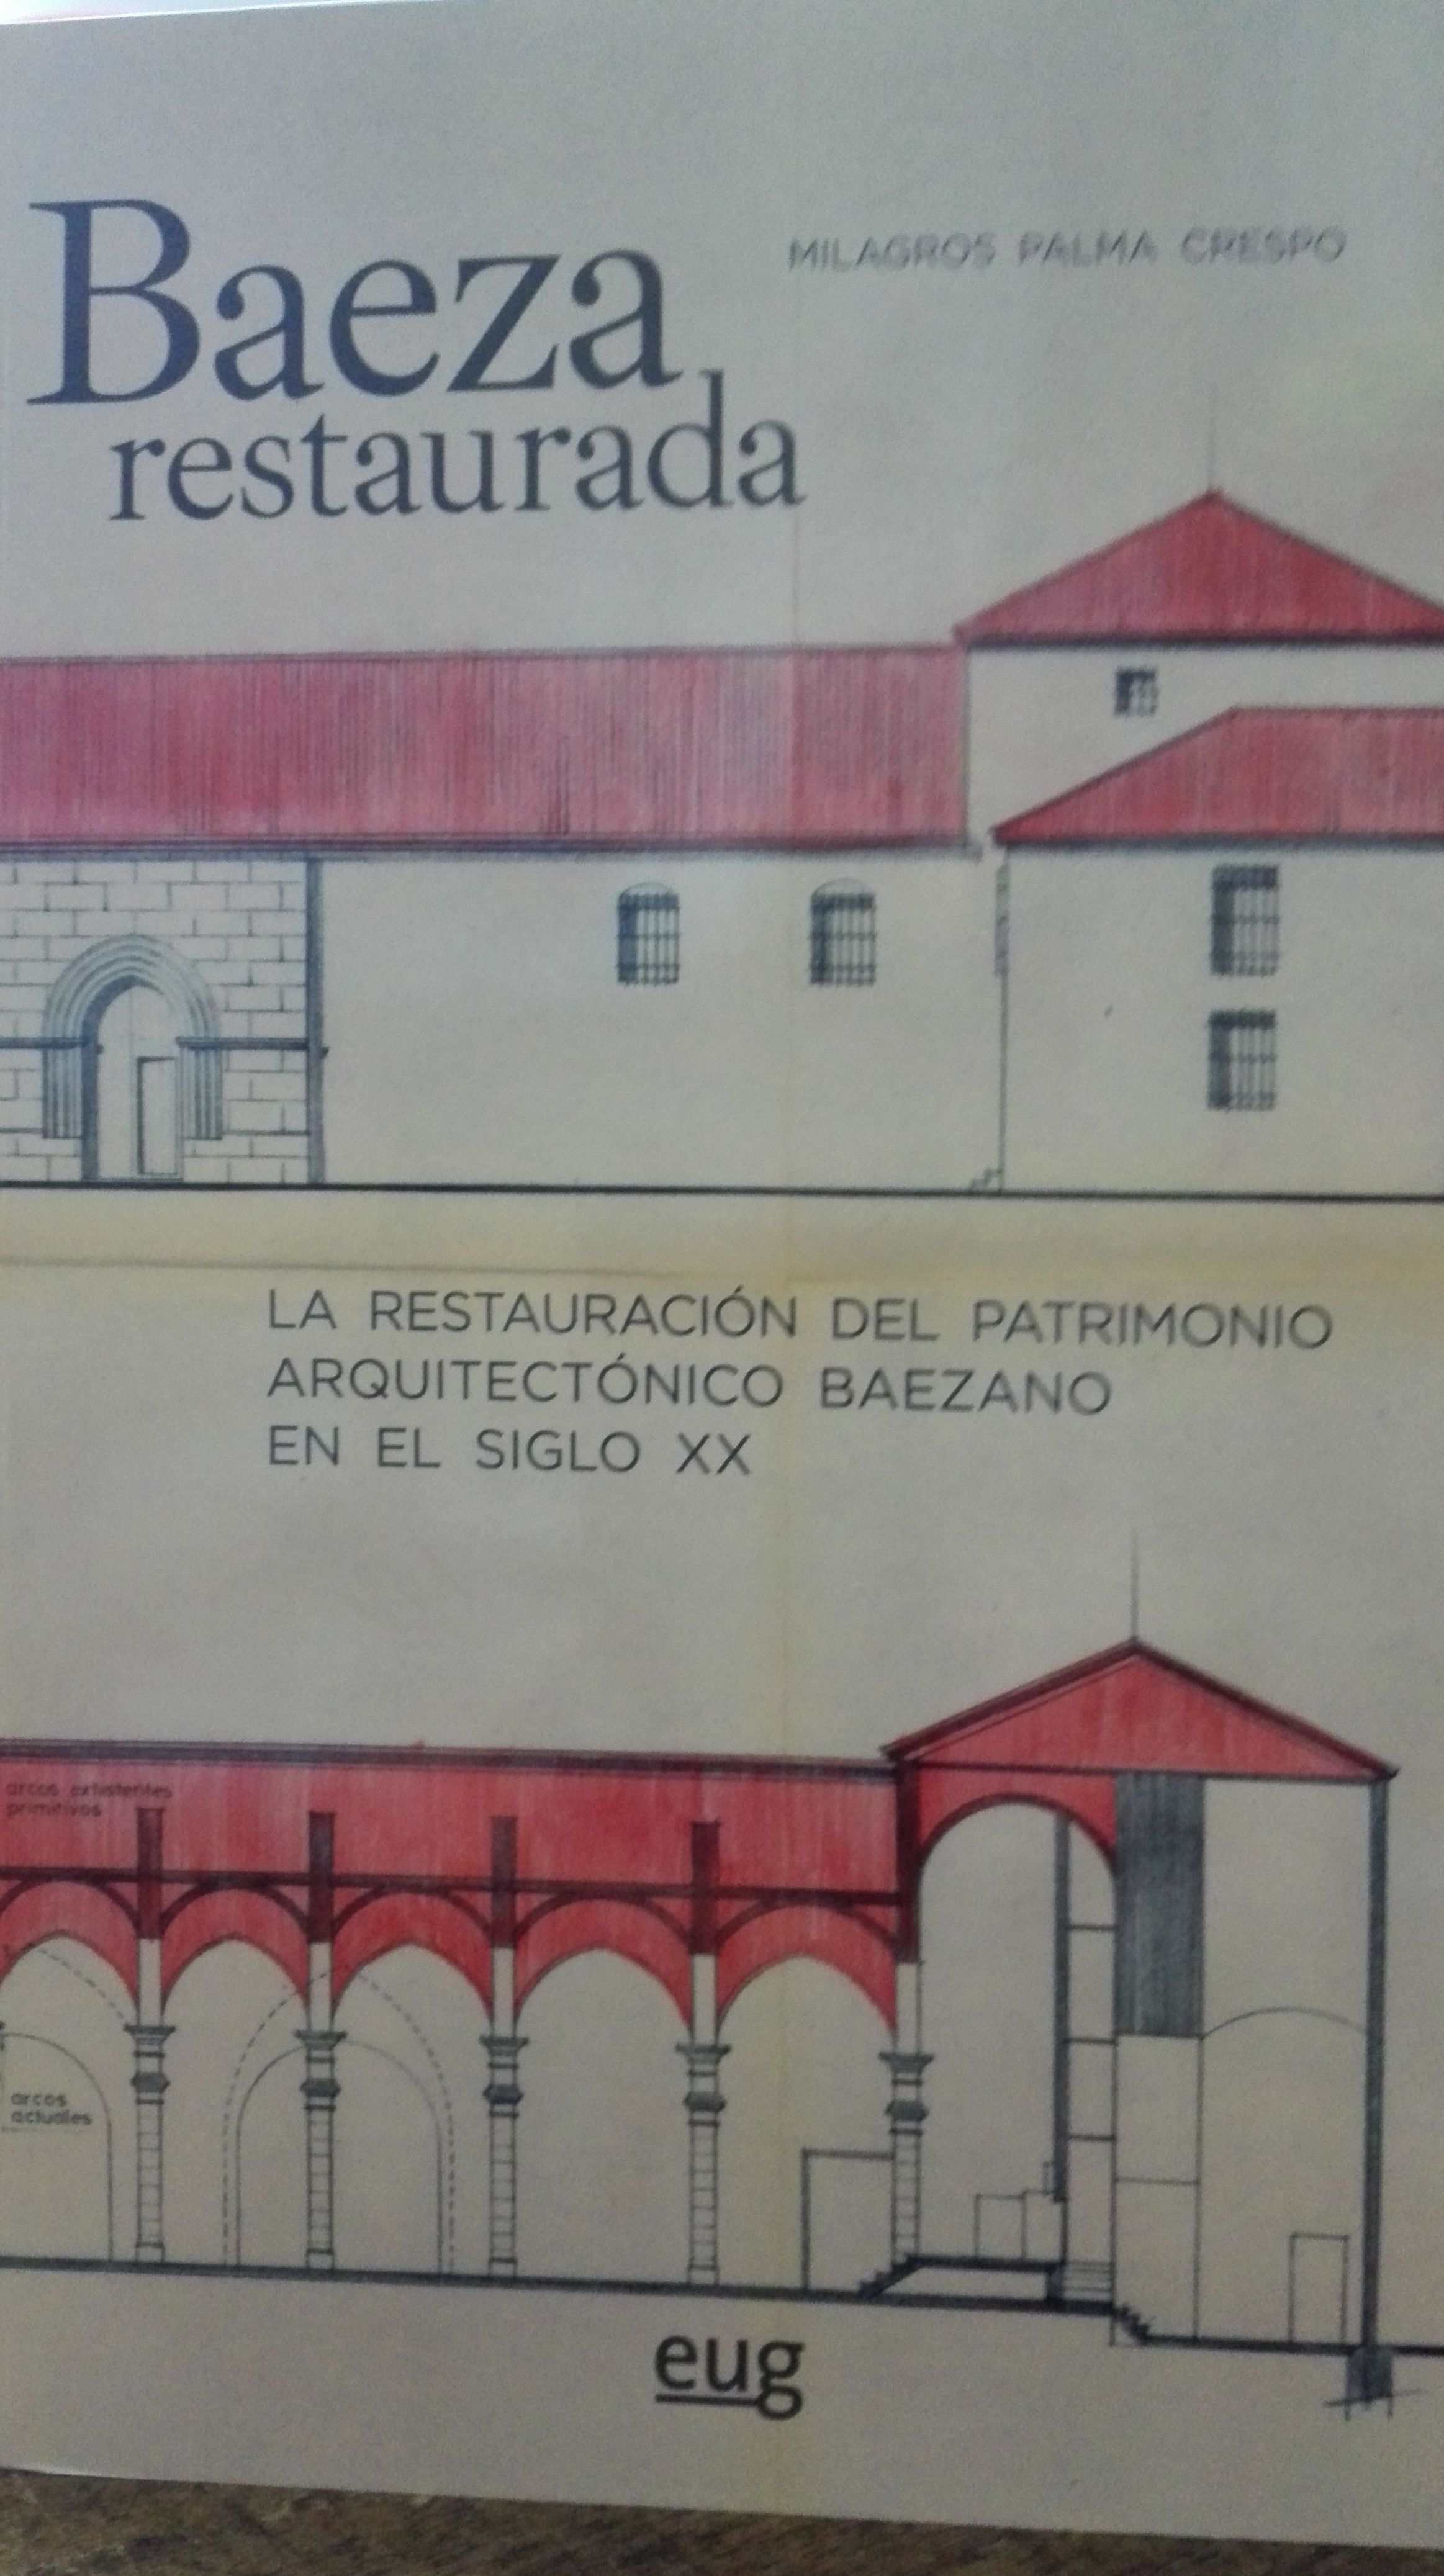 Baeza
restaurada
MILAGROS PALMA CRESPO
LA RESTAURACIÓN DEL PATRIMONIO
ARQUITECTÓNICO BAEZANO
EN EL SIGLO XX
arcos exhistentes
primitivos
arcos
actuales
eug